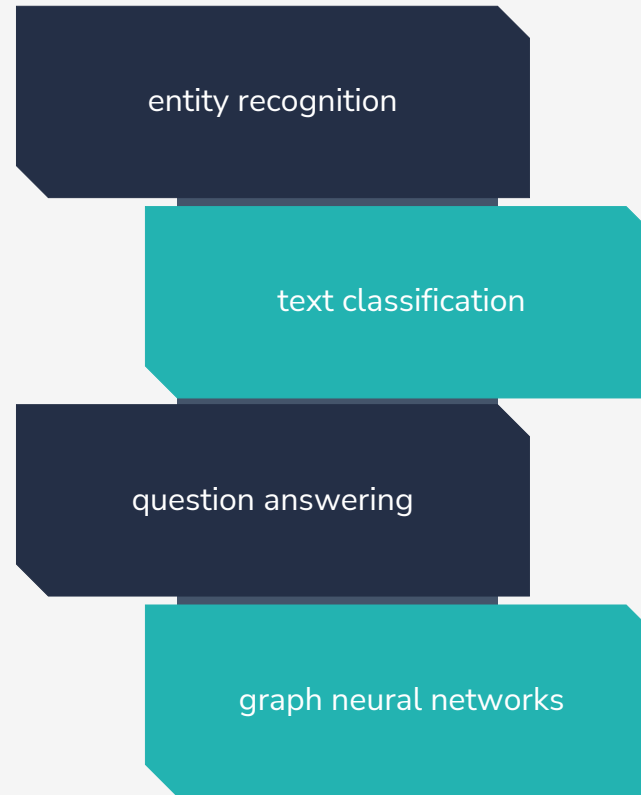 entity recognition
text classification
question answering
graph neural networks